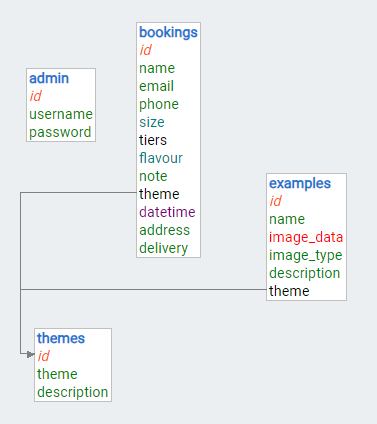 bookings
id
name
email
phone
size
tiers
flavour
note
theme
datetime
address
delivery
admin
id
username
password
examples
id
name
image_data
image_type
description
theme
themes
id
theme
description